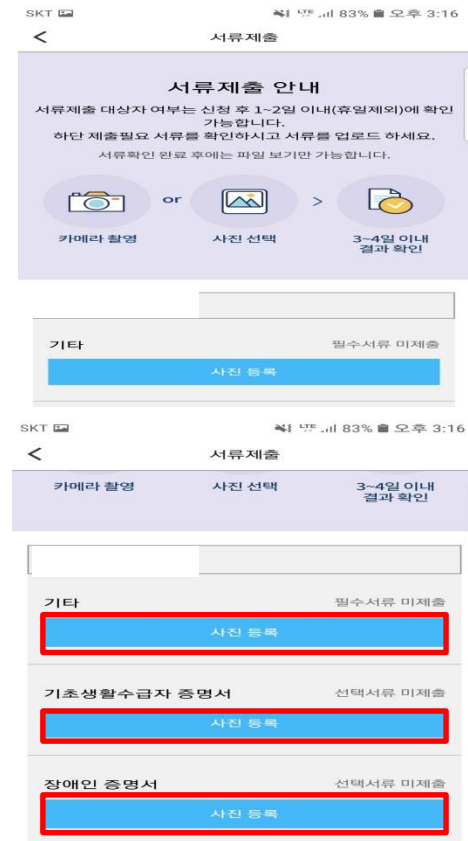 SKT LTE 83% 오후 3:16
< 서류제출
서류제출 안내
서류제출 대상자 여부는 신청 후 1~2일 이내(휴일제외)에 확인
가능합니다.
하단 제출필요 서류를 확인하시고 서류를 업로드 하세요.
서류확인 완료 후에는 파일 보기만 가능합니다.
or >
카메라 촬영 사진 선택 3~4일 이내
결과 확인
기타 필수서류 미제출
사진 등록
SKT LTE 83% 오후 3:16
< 서류제출
카메라 촬영 사진 선택 3~4일 이내
결과 확인
기타 필수서류 미제출
사진 등록
기초생활수급자 증명서 선택서류 미제출
사진 등록
장애인 증명서 선택서류 미제출
사진 등록